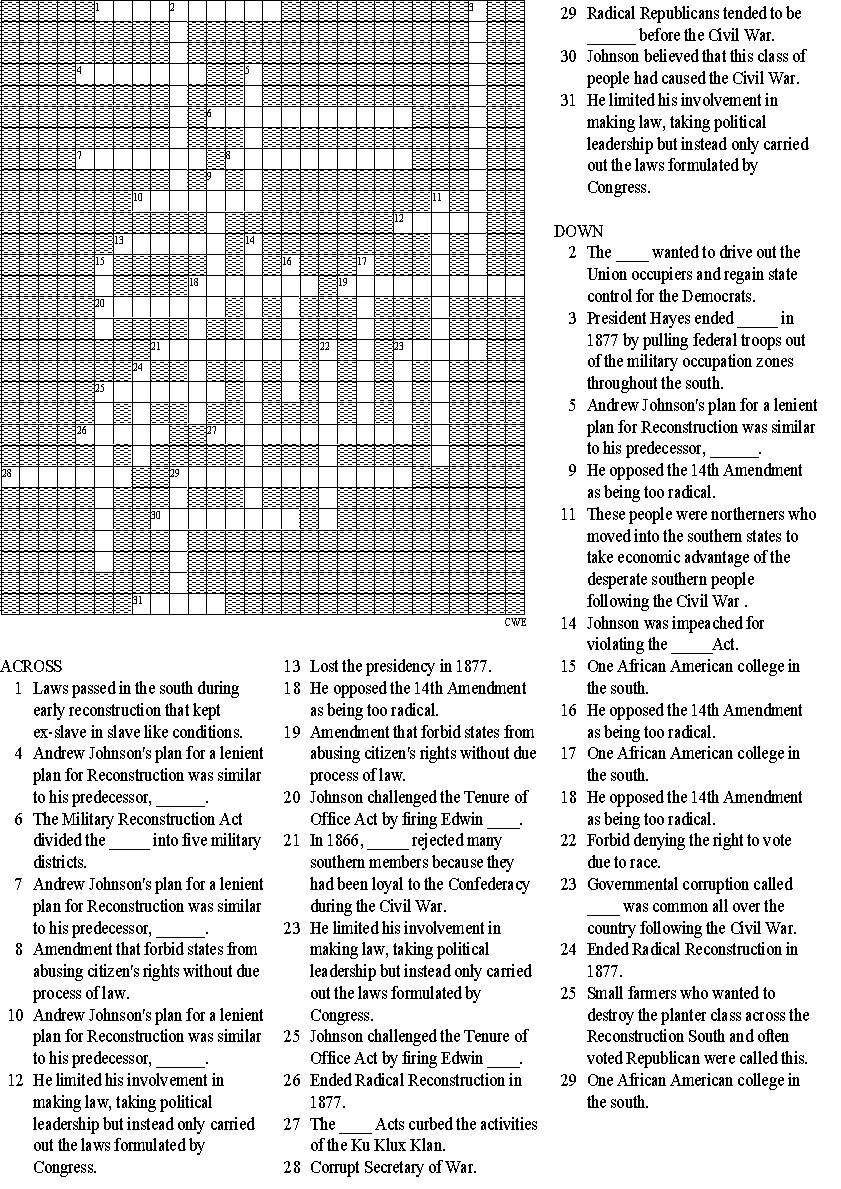 1 2 3
4 5
6
7 8
9
10 11
12
13 14
15 16 17
18 19
20
21 22 23
24
25
26 27
28 29
30
31
CWE
ACROSS
1 Laws passed in the south during
early reconstruction that kept
ex-slave in slave like conditions.
4 Andrew Johnson's plan for a lenient
plan for Reconstruction was similar
to his predecessor, ______.
6 The Military Reconstruction Act
divided the _____ into five military
districts.
7 Andrew Johnson's plan for a lenient
plan for Reconstruction was similar
to his predecessor, ______.
8 Amendment that forbid states from
abusing citizen's rights without due
process of law.
10 Andrew Johnson's plan for a lenient
plan for Reconstruction was similar
to his predecessor, ______.
12 He limited his involvement in
making law, taking political
leadership but instead only carried
out the laws formulated by
Congress.
13 Lost the presidency in 1877.
18 He opposed the 14th Amendment
as being too radical.
19 Amendment that forbid states from
abusing citizen's rights without due
process of law.
20 Johnson challenged the Tenure of
Office Act by firing Edwin ____.
21 In 1866, _____ rejected many
southern members because they
had been loyal to the Confederacy
during the Civil War.
23 He limited his involvement in
making law, taking political
leadership but instead only carried
out the laws formulated by
Congress.
25 Johnson challenged the Tenure of
Office Act by firing Edwin ____.
26 Ended Radical Reconstruction in
1877.
27 The ____ Acts curbed the activities
of the Ku Klux Klan.
28 Corrupt Secretary of War.
29 Radical Republicans tended to be
______ before the Civil War.
30 Johnson believed that this class of
people had caused the Civil War.
31 He limited his involvement in
making law, taking political
leadership but instead only carried
out the laws formulated by
Congress.
DOWN
2 The ____ wanted to drive out the
Union occupiers and regain state
control for the Democrats.
3 President Hayes ended _____ in
1877 by pulling federal troops out
of the military occupation zones
throughout the south.
5 Andrew Johnson's plan for a lenient
plan for Reconstruction was similar
to his predecessor, ______.
9 He opposed the 14th Amendment
as being too radical.
11 These people were northerners who
moved into the southern states to
take economic advantage of the
desperate southern people
following the Civil War .
14 Johnson was impeached for
violating the _____Act.
15 One African American college in
the south.
16 He opposed the 14th Amendment
as being too radical.
17 One African American college in
the south.
18 He opposed the 14th Amendment
as being too radical.
22 Forbid denying the right to vote
due to race.
23 Governmental corruption called
____ was common all over the
country following the Civil War.
24 Ended Radical Reconstruction in
1877.
25 Small farmers who wanted to
destroy the planter class across the
Reconstruction South and often
voted Republican were called this.
29 One African American college in
the south.